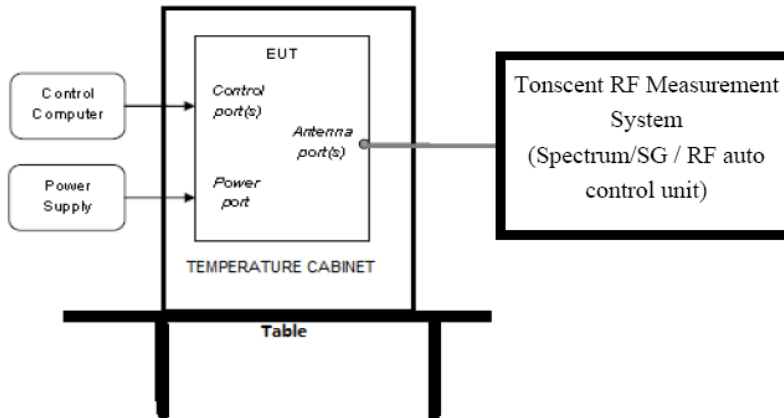 Control
Computer
Power
Supply
EUT
Control
port(s)
Antenna
port(s)
Power
port
TEMPERATURE CABINET
Table
Tonscent RF Measurement
System
(Spectrum/SG / RF auto
control unit)